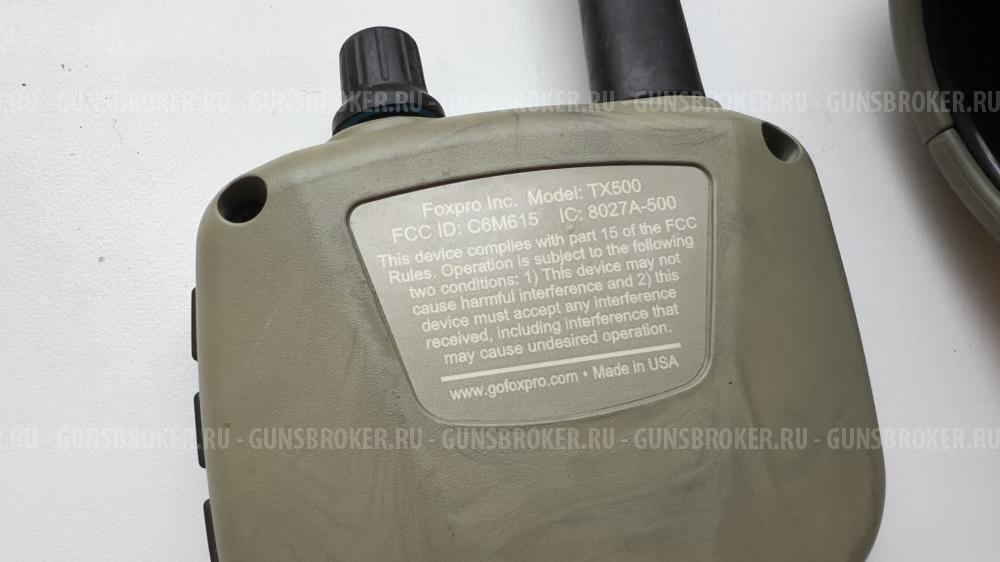 GUNSBROKER.RU - GUNSBROKER.RU - GUNSBROKER.RU - GUNSBROKER.RU - GUNSBROKER.RU
Foxpro Inc. Model: TX500
FCC ID: C6M615 IC: 8027A-500
This device complies with part 15 of the FCC
Rules. Operation is subject to the following
two conditions: 1) This device may not
cause harmful interference and 2) this
device must accept any interference
received, including interference that
may cause undesired operation.
www.gofoxpro.com • Made in USA
RU - GUNSBROKER.RU - GUNSBROKER.RU - GUNSBROKER.RU - GUNSBROKER.RU - GUNSBROKER.RU